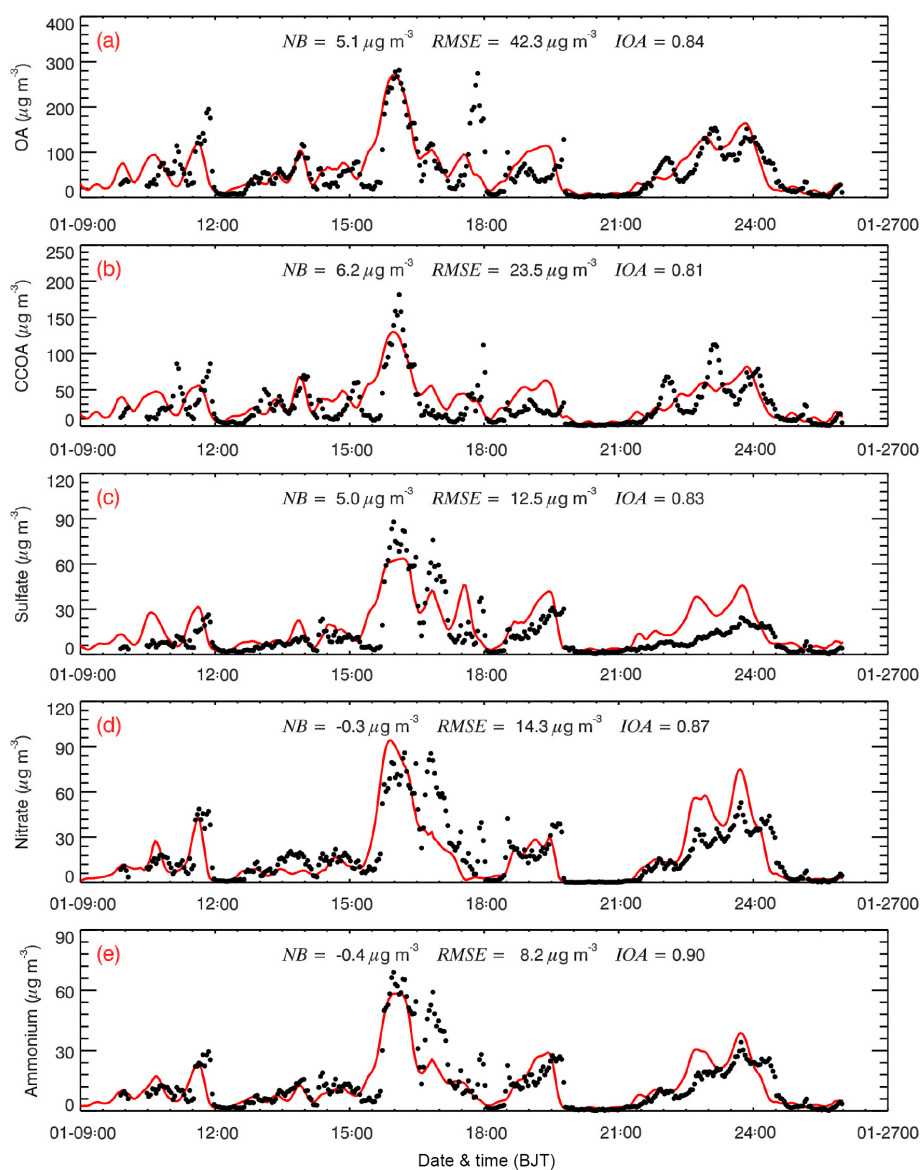 400
300
200
100
0
OA (μg m⁻³)
(a)
NB = 5.1 μg m⁻³ RMSE = 42.3 μg m⁻³ IOA = 0.84
01-09:00 12:00 15:00 18:00 21:00 24:00 01-2700
250
200
150
100
50
0
CCOA (μg m⁻³)
(b)
NB = 6.2 μg m⁻³ RMSE = 23.5 μg m⁻³ IOA = 0.81
01-09:00 12:00 15:00 18:00 21:00 24:00 01-2700
120
90
60
30
0
Sulfate (μg m⁻³)
(c)
NB = 5.0 μg m⁻³ RMSE = 12.5 μg m⁻³ IOA = 0.83
01-09:00 12:00 15:00 18:00 21:00 24:00 01-2700
120
90
60
30
0
Nitrate (μg m⁻³)
(d)
NB = -0.3 μg m⁻³ RMSE = 14.3 μg m⁻³ IOA = 0.87
01-09:00 12:00 15:00 18:00 21:00 24:00 01-2700
90
60
30
0
Ammonium (μg m⁻³)
(e)
NB = -0.4 μg m⁻³ RMSE = 8.2 μg m⁻³ IOA = 0.90
01-09:00 12:00 15:00 18:00 21:00 24:00 01-2700
Date & time (BJT)